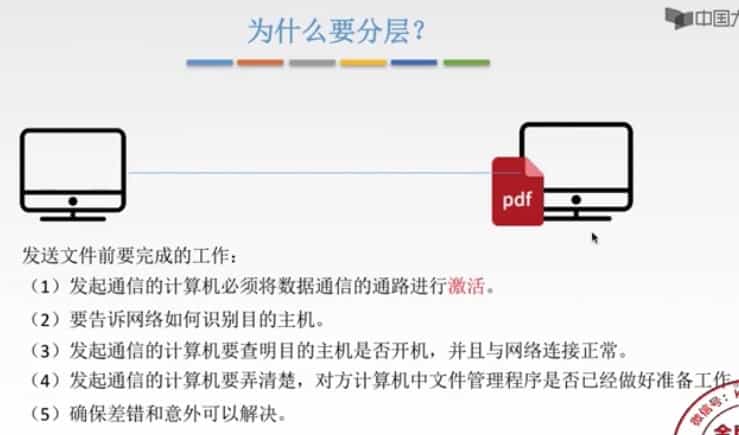 为什么要分层？
中国大
pdf
发送文件前要完成的工作：
（1）发起通信的计算机必须将数据通信的通路进行激活。
（2）要告诉网络如何识别目的主机。
（3）发起通信的计算机要查明目的主机是否开机，并且与网络连接正常。
（4）发起通信的计算机要弄清楚，对方计算机中文件管理程序是否已经做好准备工作
（5）确保差错和意外可以解决。
微信号：